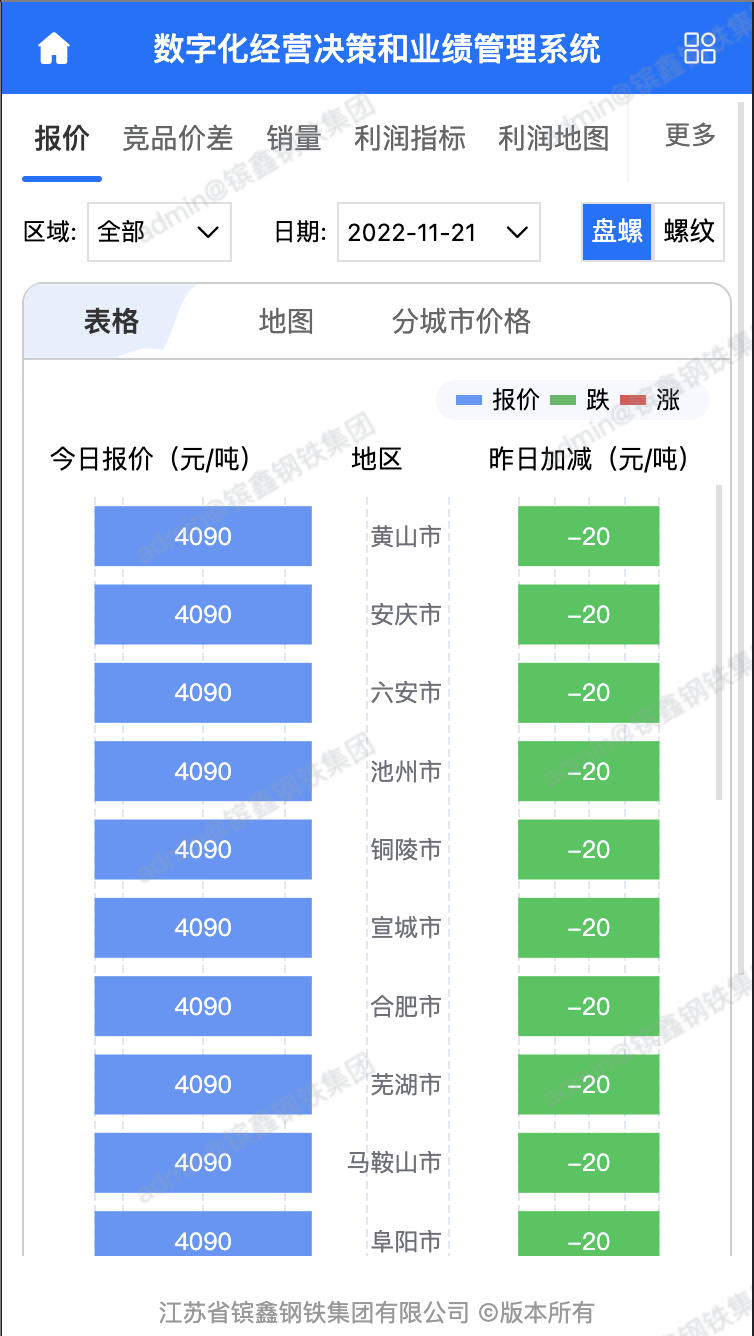 数字化经营决策和业绩管理系统
报价 竞品价差 销量 利润指标 利润地图 更多
区域: 全部 日期: 2022-11-21 盘螺 螺纹
表格 地图 分城市价格
报价 跌 涨
今日报价（元/吨） 地区 昨日加减（元/吨）
4090 黄山市 -20
4090 安庆市 -20
4090 六安市 -20
4090 池州市 -20
4090 铜陵市 -20
4090 宣城市 -20
4090 合肥市 -20
4090 芜湖市 -20
4090 马鞍山市 -20
4090 阜阳市 -20
江苏省镔鑫钢铁集团有限公司 ©版本所有
admin@镔鑫钢铁集团